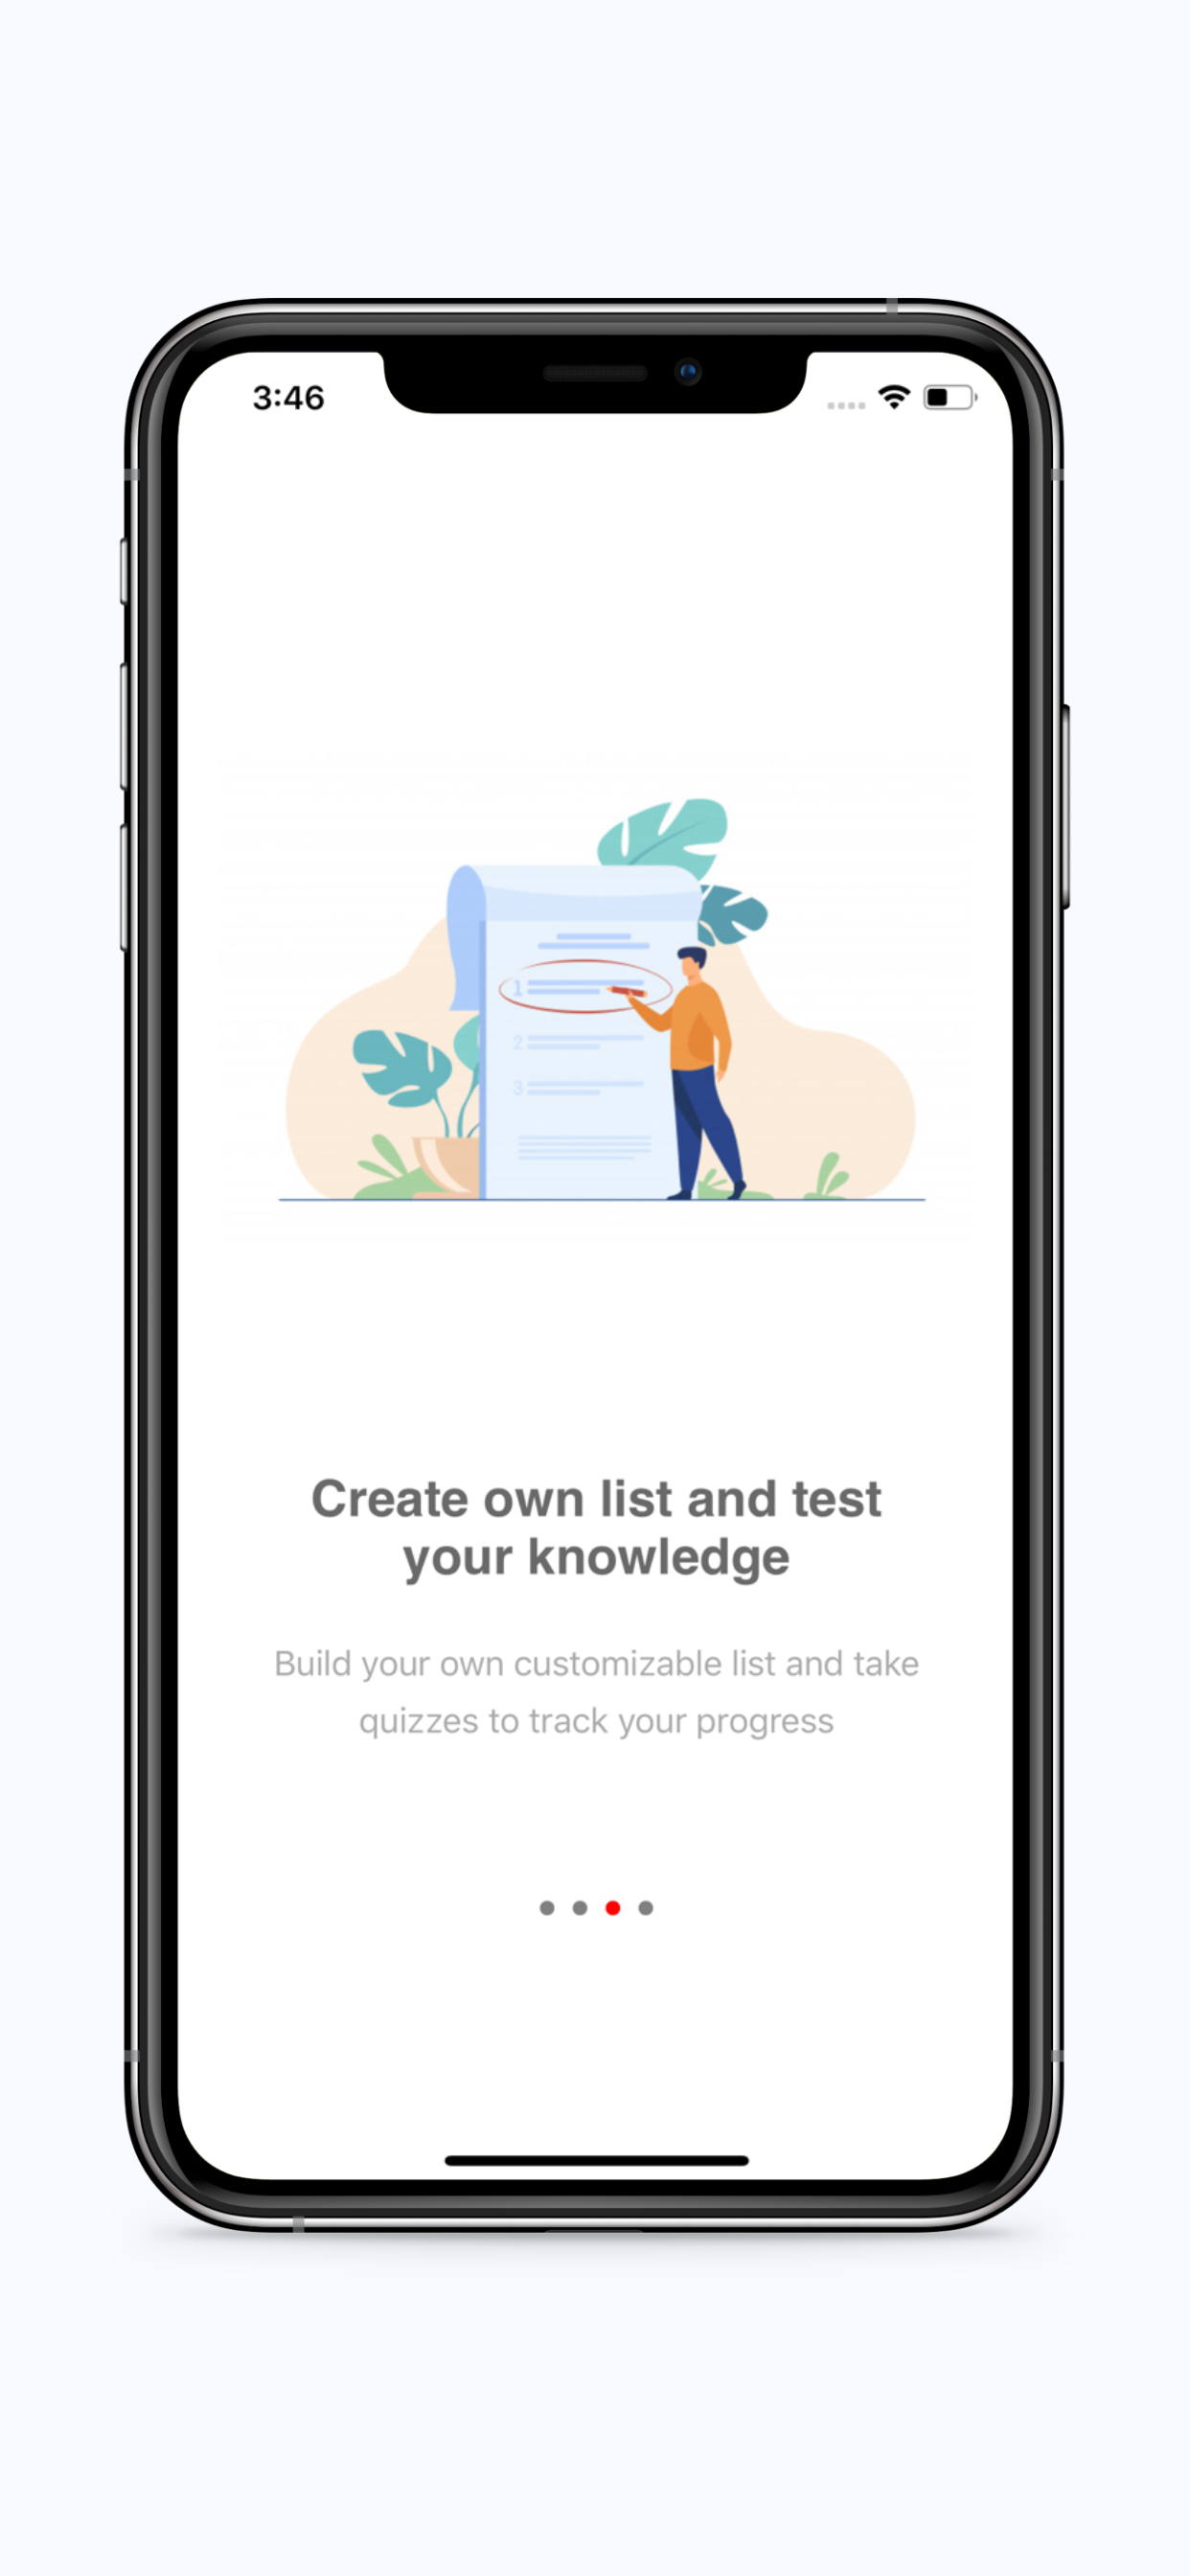 3:46
1
2
3
Create own list and test
your knowledge
Build your own customizable list and take
quizzes to track your progress